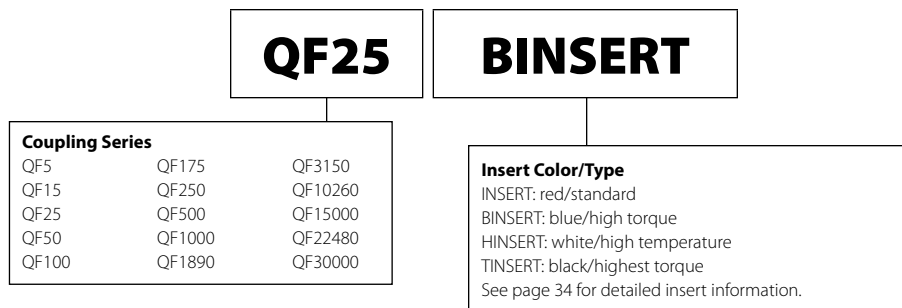 QF25 BINSERT
Coupling Series
QF5 QF175 QF3150
QF15 QF250 QF10260
QF25 QF500 QF15000
QF50 QF1000 QF22480
QF100 QF1890 QF30000
Insert Color/Type
INSERT: red/standard
BINSERT: blue/high torque
HINSERT: white/high temperature
TINSERT: black/highest torque
See page 34 for detailed insert information.